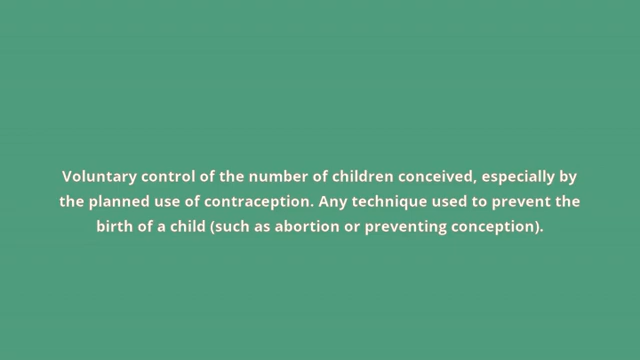 Voluntary control of the number of children conceived, especially by
the planned use of contraception. Any technique used to prevent the
birth of a child (such as abortion or preventing conception).